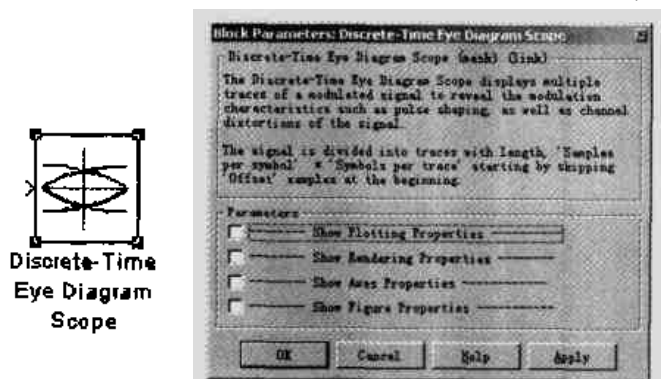 Discrete-Time
Eye Diagram
Scope
Block Parameters: Discrete-Time Eye Diagram Scope
Discrete-Time Eye Diagram Scope (mask) (link)
The Discrete-Time Eye Diagram Scope displays multiple
traces of a modulated signal to reveal the modulation
characteristics such as pulse shaping, as well as channel
distortions of the signal.
The signal is divided into traces with length, 'Samples
per symbol' * 'Symbols per trace' starting by skipping
'Offset' samples at the beginning.
Parameters
Show Plotting Properties
Show Rendering Properties
Show Axes Properties
Show Figure Properties
OK Cancel Help Apply